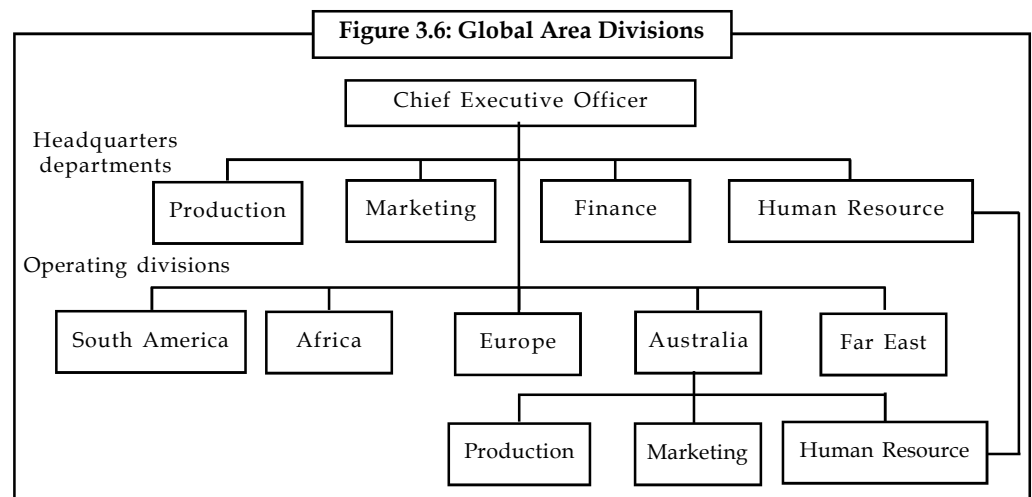 Figure 3.6: Global Area Divisions
Chief Executive Officer
Headquarters
departments
Production
Marketing
Finance
Human Resource
Operating divisions
South America
Africa
Europe
Australia
Far East
Production
Marketing
Human Resource